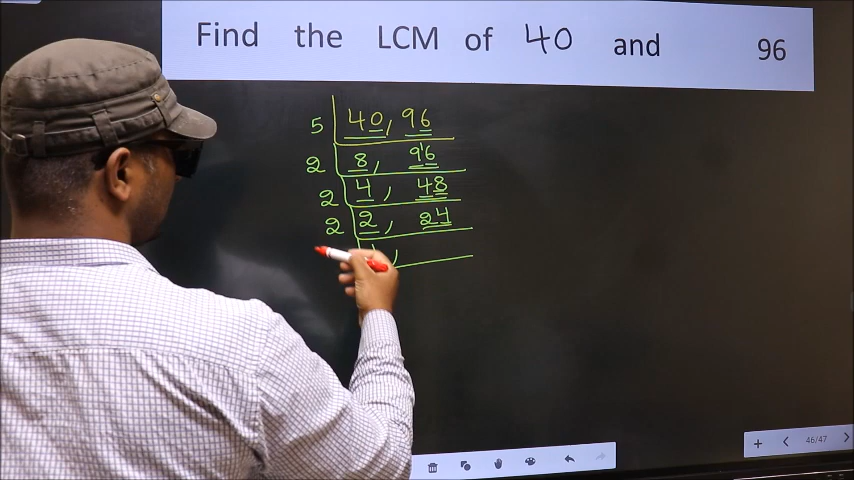 Find the LCM of 40 and 96
5 40, 96
2 8, 96
2 4, 48
2 2, 24
,
46/47